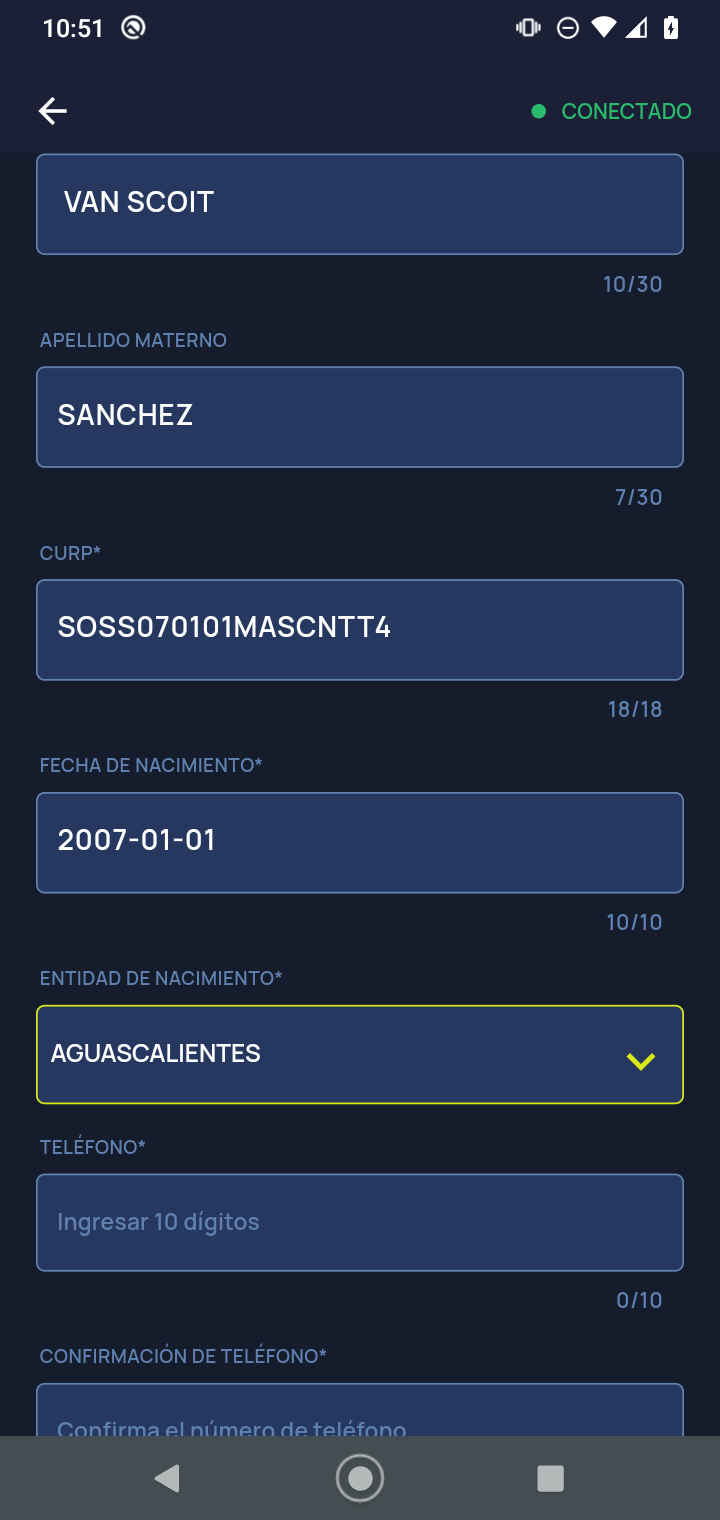 10:51
CONECTADO
VAN SCOIT
10/30
APELLIDO MATERNO
SANCHEZ
7/30
CURP*
SOSS070101MASCNTT4
18/18
FECHA DE NACIMIENTO*
2007-01-01
10/10
ENTIDAD DE NACIMIENTO*
AGUASCALIENTES
TELÉFONO*
Ingresar 10 dígitos
0/10
CONFIRMACIÓN DE TELÉFONO*
Confirma el número de teléfono